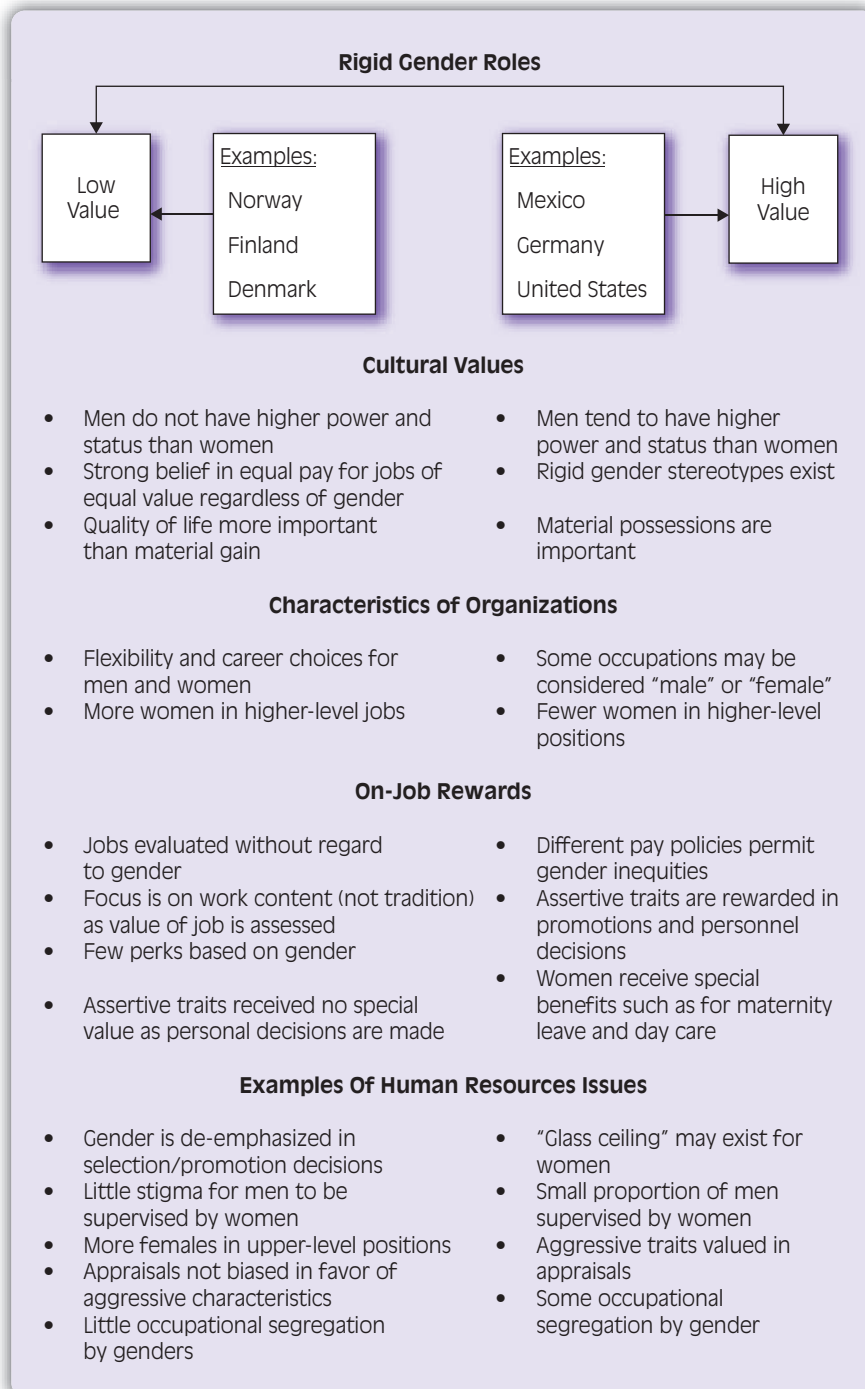 Rigid Gender Roles
Low
Value
Examples:
Norway
Finland
Denmark
Examples:
Mexico
Germany
United States
High
Value
Cultural Values
• Men do not have higher power and
status than women
• Strong belief in equal pay for jobs of
equal value regardless of gender
• Quality of life more important
than material gain
• Men tend to have higher
power and status than women
• Rigid gender stereotypes exist
• Material possessions are
important
Characteristics of Organizations
• Flexibility and career choices for
men and women
• More women in higher-level jobs
• Some occupations may be
considered “male” or “female”
• Fewer women in higher-level
positions
On-Job Rewards
• Jobs evaluated without regard
to gender
• Focus is on work content (not tradition)
as value of job is assessed
• Few perks based on gender
• Assertive traits received no special
value as personal decisions are made
• Different pay policies permit
gender inequities
• Assertive traits are rewarded in
promotions and personnel
decisions
• Women receive special
benefits such as for maternity
leave and day care
Examples Of Human Resources Issues
• Gender is de-emphasized in
selection/promotion decisions
• Little stigma for men to be
supervised by women
• More females in upper-level positions
• Appraisals not biased in favor of
aggressive characteristics
• Little occupational segregation
by genders
• “Glass ceiling” may exist for
women
• Small proportion of men
supervised by women
• Aggressive traits valued in
appraisals
• Some occupational
segregation by gender